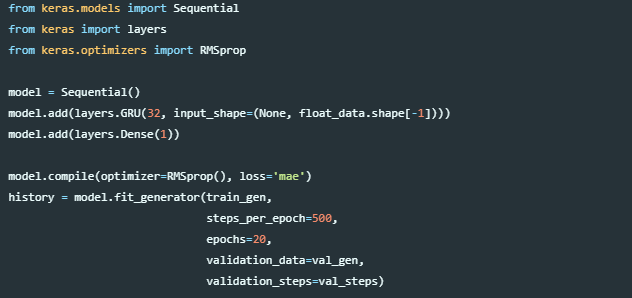 from keras.models import Sequential
from keras import layers
from keras.optimizers import RMSprop
model = Sequential()
model.add(layers.GRU(32, input_shape=(None, float_data.shape[-1])))
model.add(layers.Dense(1))
model.compile(optimizer=RMSprop(), loss='mae')
history = model.fit_generator(train_gen,
steps_per_epoch=500,
epochs=20,
validation_data=val_gen,
validation_steps=val_steps)